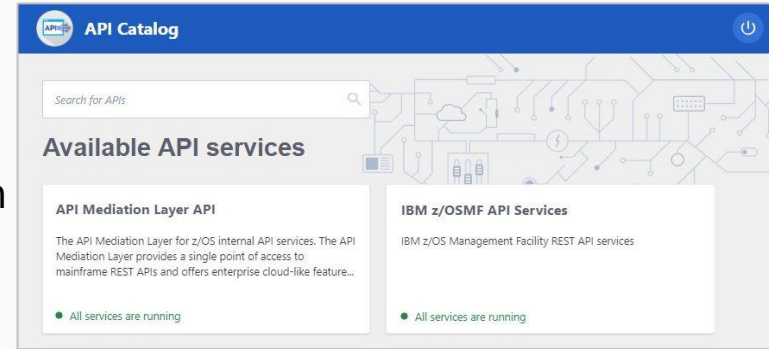 APIs
API Catalog
Search for APIs
Available API services
n
API Mediation Layer API
The API Mediation Layer for z/OS internal API services. The API
Mediation Layer provides a single point of access to
mainframe REST APIs and offers enterprise cloud-like feature...
All services are running
IBM z/OSMF API Services
IBM z/OS Management Facility REST API services
All services are running